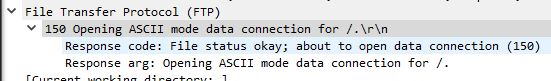 File Transfer Protocol (FTP)
150 Opening ASCII mode data connection for /.\r\n
Response code: File status okay; about to open data connection (150)
Response arg: Opening ASCII mode data connection for /.
[Current working directory: ]